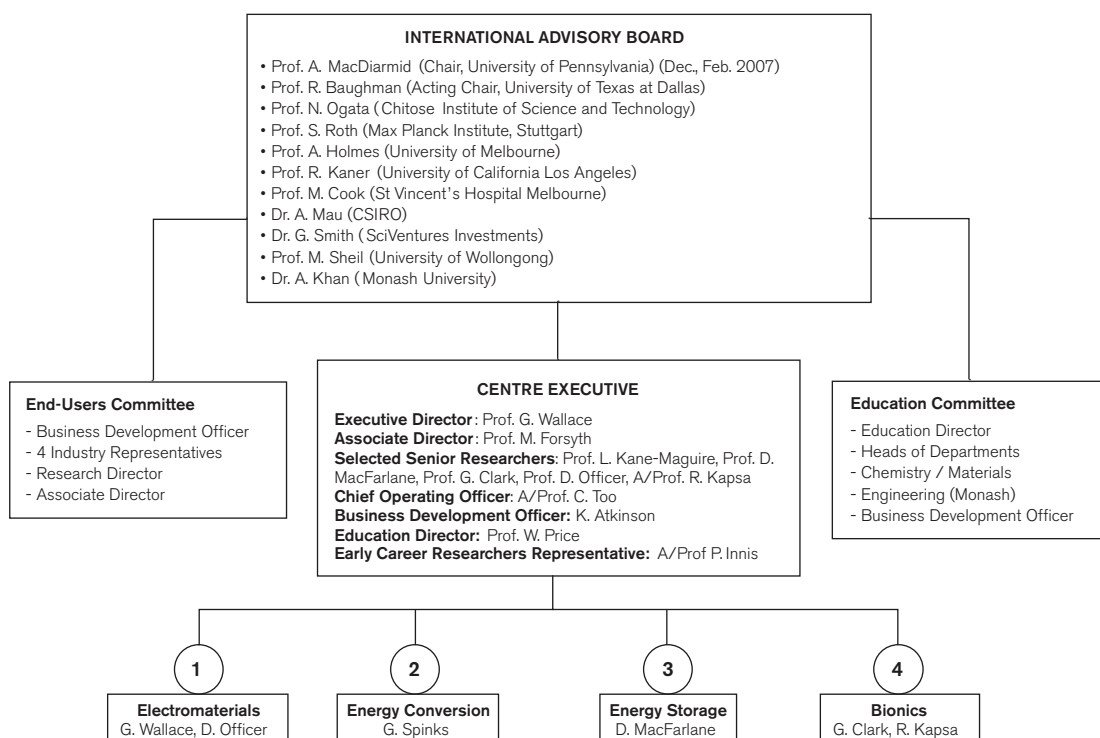 INTERNATIONAL ADVISORY BOARD
• Prof. A. MacDiarmid (Chair, University of Pennsylvania) (Dec., Feb. 2007)
• Prof. R. Baughman (Acting Chair, University of Texas at Dallas)
• Prof. N. Ogata (Chitose Institute of Science and Technology)
• Prof. S. Roth (Max Planck Institute, Stuttgart)
• Prof. A. Holmes (University of Melbourne)
• Prof. R. Kaner (University of California Los Angeles)
• Prof. M. Cook (St Vincent's Hospital Melbourne)
• Dr. A. Mau (CSIRO)
• Dr. G. Smith (SciVentures Investments)
• Prof. M. Sheil (University of Wollongong)
• Dr. A. Khan (Monash University)
End-Users Committee
- Business Development Officer
- 4 Industry Representatives
- Research Director
- Associate Director
CENTRE EXECUTIVE
Executive Director: Prof. G. Wallace
Associate Director: Prof. M. Forsyth
Selected Senior Researchers: Prof. L. Kane-Maguire, Prof. D.
MacFarlane, Prof. G. Clark, Prof. D. Officer, A/Prof. R. Kapsa
Chief Operating Officer: A/Prof. C. Too
Business Development Officer: K. Atkinson
Education Director: Prof. W. Price
Early Career Researchers Representative: A/Prof P. Innis
Education Committee
- Education Director
- Heads of Departments
- Chemistry / Materials
- Engineering (Monash)
- Business Development Officer
1
Electromaterials
G. Wallace, D. Officer
2
Energy Conversion
G. Spinks
3
Energy Storage
D. MacFarlane
4
Bionics
G. Clark, R. Kapsa